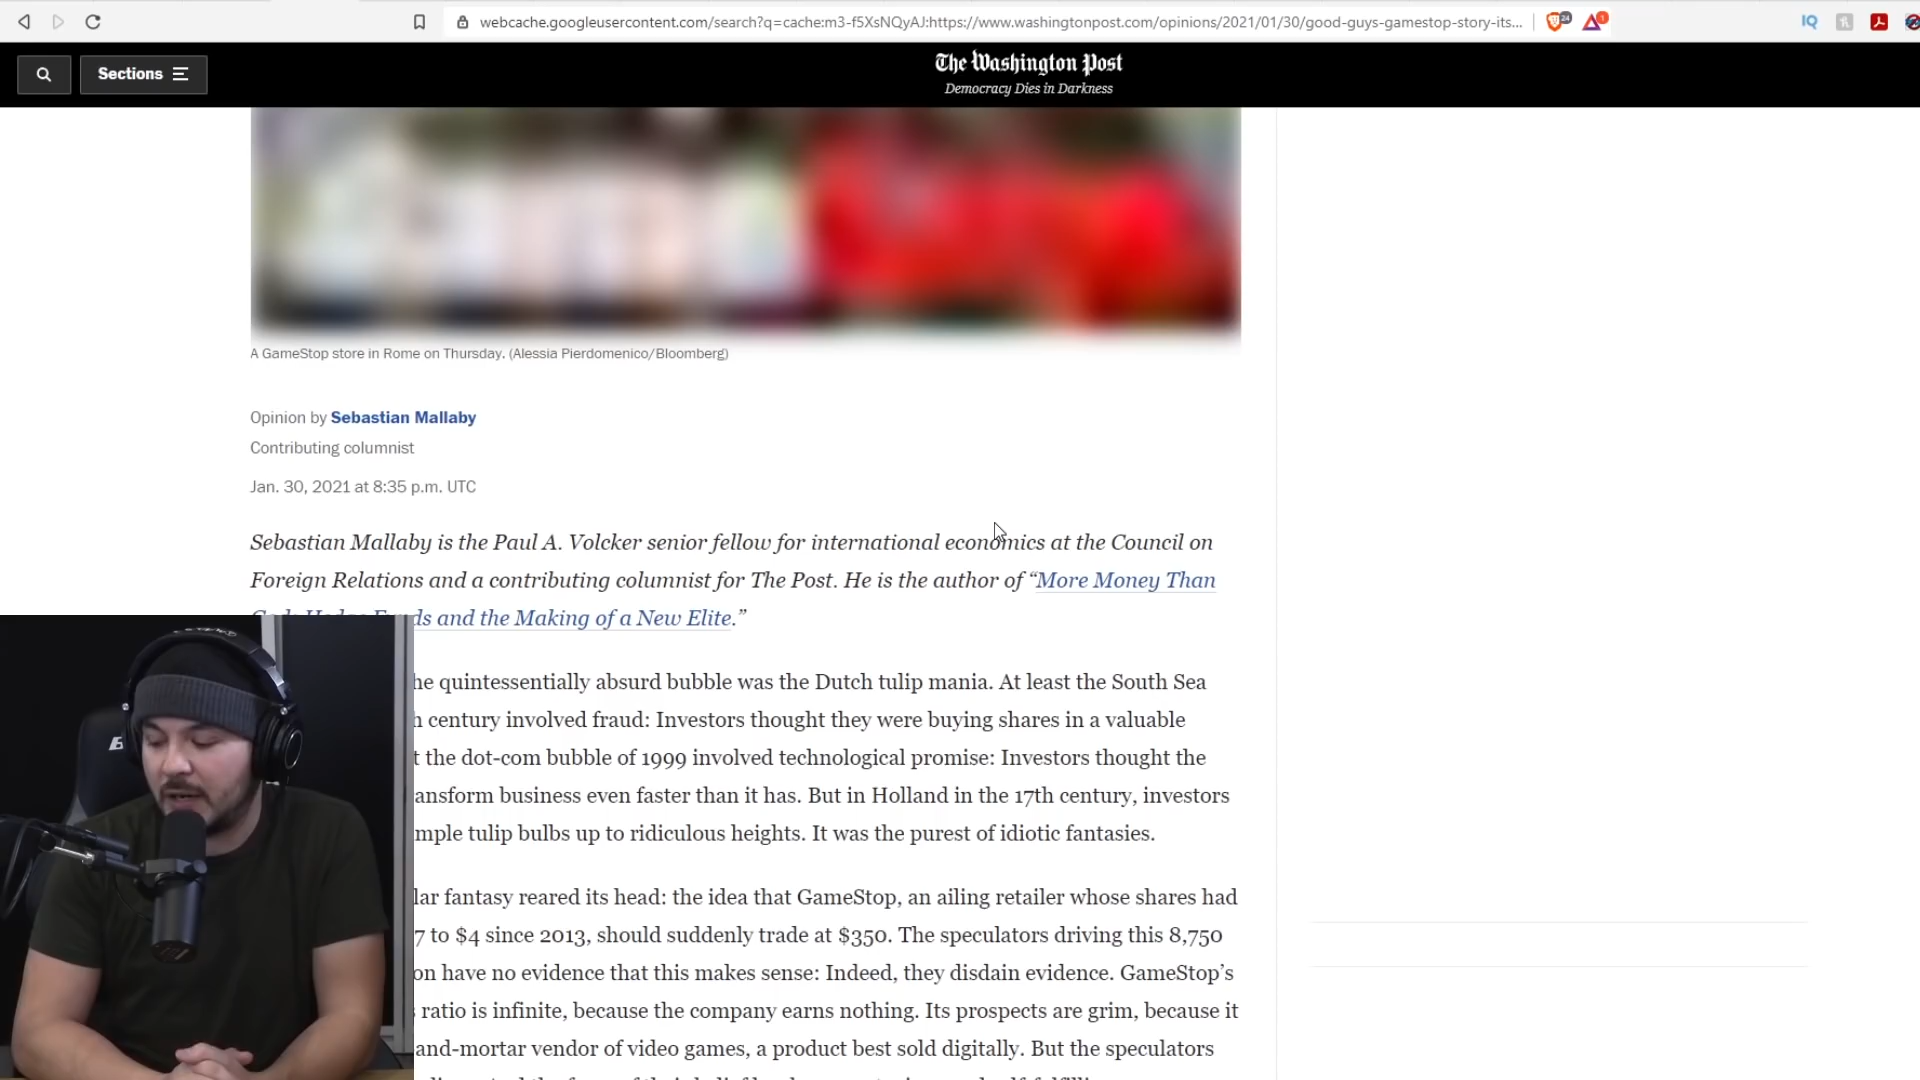 webcache.googleusercontent.com/search?q=cache:m3-f5XsNQyAJ:https://www.washingtonpost.com/opinions/2021/01/30/good-guys-gamestop-story-its...
24
1
IQ
Sections
The Washington Post
Democracy Dies in Darkness
A GameStop store in Rome on Thursday. (Alessia Pierdomenico/Bloomberg)
Opinion by Sebastian Mallaby
Contributing columnist
Jan. 30, 2021 at 8:35 p.m. UTC
Sebastian Mallaby is the Paul A. Volcker senior fellow for international economics at the Council on
Foreign Relations and a contributing columnist for The Post. He is the author of “More Money Than
and the Making of a New Elite.”
he quintessentially absurd bubble was the Dutch tulip mania. At least the South Sea
h century involved fraud: Investors thought they were buying shares in a valuable
t the dot-com bubble of 1999 involved technological promise: Investors thought the
ansform business even faster than it has. But in Holland in the 17th century, investors
mple tulip bulbs up to ridiculous heights. It was the purest of idiotic fantasies.
lar fantasy reared its head: the idea that GameStop, an ailing retailer whose shares had
7 to $4 since 2013, should suddenly trade at $350. The speculators driving this 8,750
on have no evidence that this makes sense: Indeed, they disdain evidence. GameStop’s
ratio is infinite, because the company earns nothing. Its prospects are grim, because it
and-mortar vendor of video games, a product best sold digitally. But the speculators